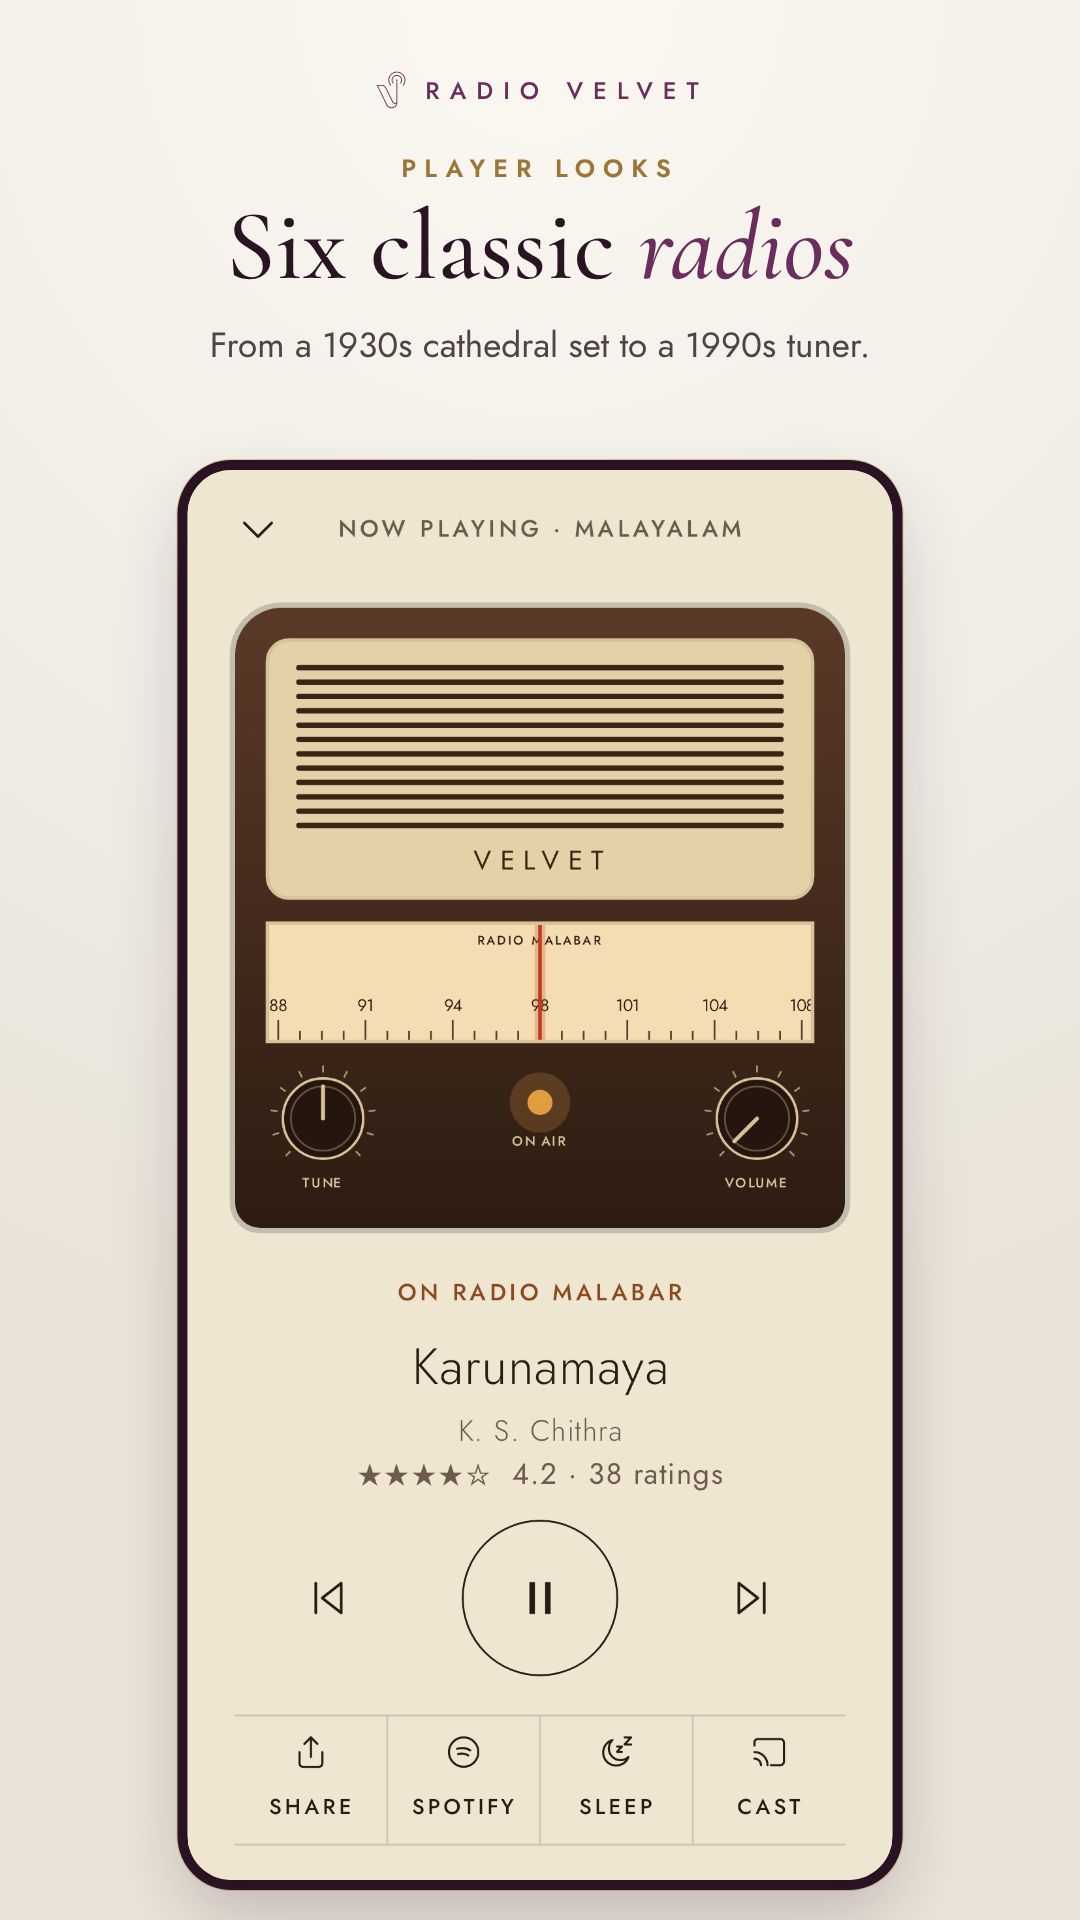 RADIO VELVET
PLAYER LOOKS
Six classic radios
From a 1930s cathedral set to a 1990s tuner.
NOW PLAYING · MALAYALAM
VELVET
RADIO MALABAR
88 91 94 98 101 104 108
ON AIR
TUNE
VOLUME
ON RADIO MALABAR
Karunamaya
K. S. Chithra
★★★★☆ 4.2 · 38 ratings
SHARE SPOTIFY SLEEP CAST